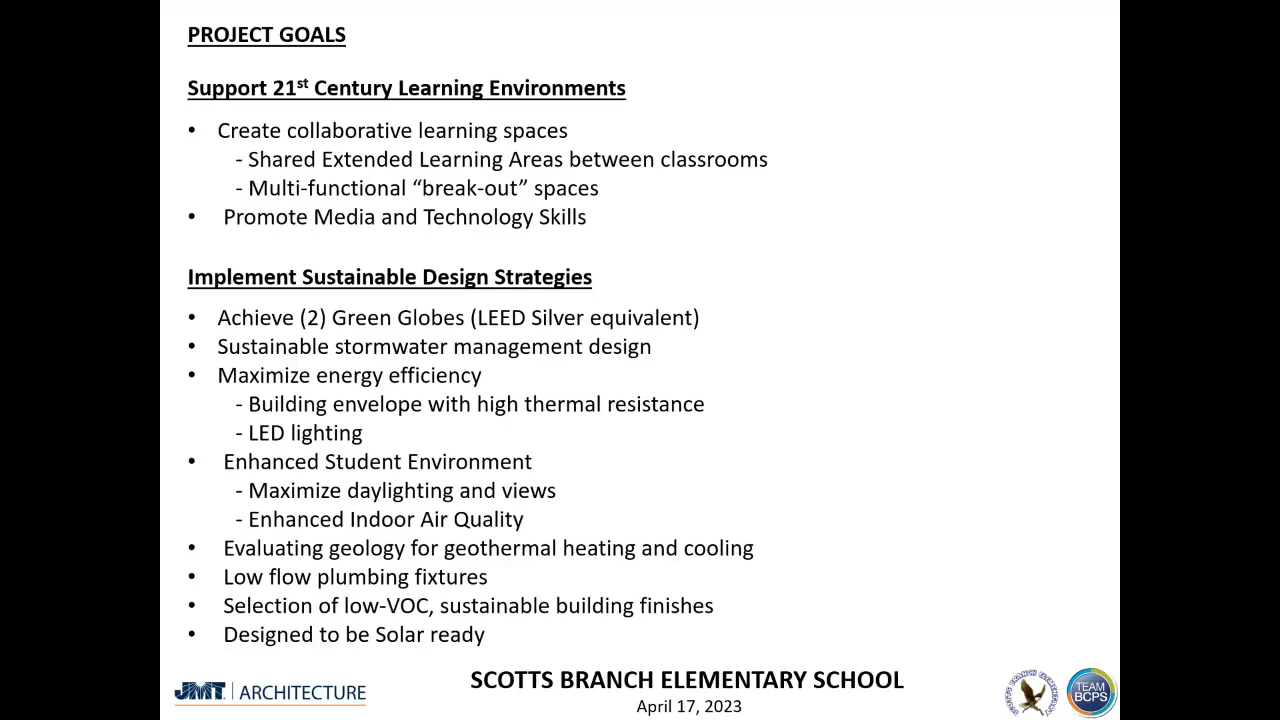 PROJECT GOALS
Support 21st Century Learning Environments
• Create collaborative learning spaces
- Shared Extended Learning Areas between classrooms
- Multi-functional “break-out” spaces
• Promote Media and Technology Skills
Implement Sustainable Design Strategies
• Achieve (2) Green Globes (LEED Silver equivalent)
• Sustainable stormwater management design
• Maximize energy efficiency
- Building envelope with high thermal resistance
- LED lighting
• Enhanced Student Environment
- Maximize daylighting and views
- Enhanced Indoor Air Quality
• Evaluating geology for geothermal heating and cooling
• Low flow plumbing fixtures
• Selection of low-VOC, sustainable building finishes
• Designed to be Solar ready
JMT | ARCHITECTURE
SCOTTS BRANCH ELEMENTARY SCHOOL
April 17, 2023
SCOTTS BRANCH ELEMENTARY
TEAM
BCPS